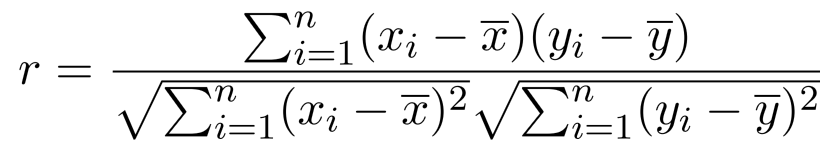 r = \frac{\sum_{i=1}^{n}(x_i - \overline{x})(y_i - \overline{y})}{\sqrt{\sum_{i=1}^{n}(x_i - \overline{x})^2}\sqrt{\sum_{i=1}^{n}(y_i - \overline{y})^2}}